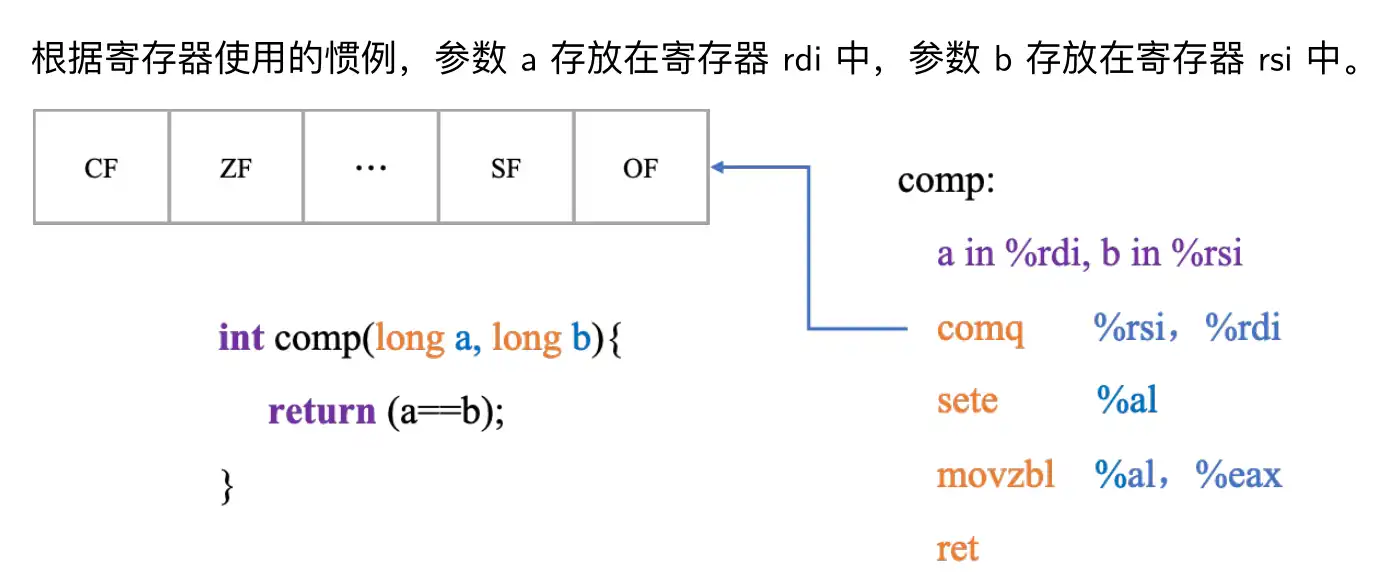 根据寄存器使用的惯例，参数 a 存放在寄存器 rdi 中，参数 b 存放在寄存器 rsi 中。
CF ZF ··· SF OF
int comp(long a, long b){
return (a==b);
}
comp:
a in %rdi, b in %rsi
comq %rsi，%rdi
sete %al
movzbl %al，%eax
ret